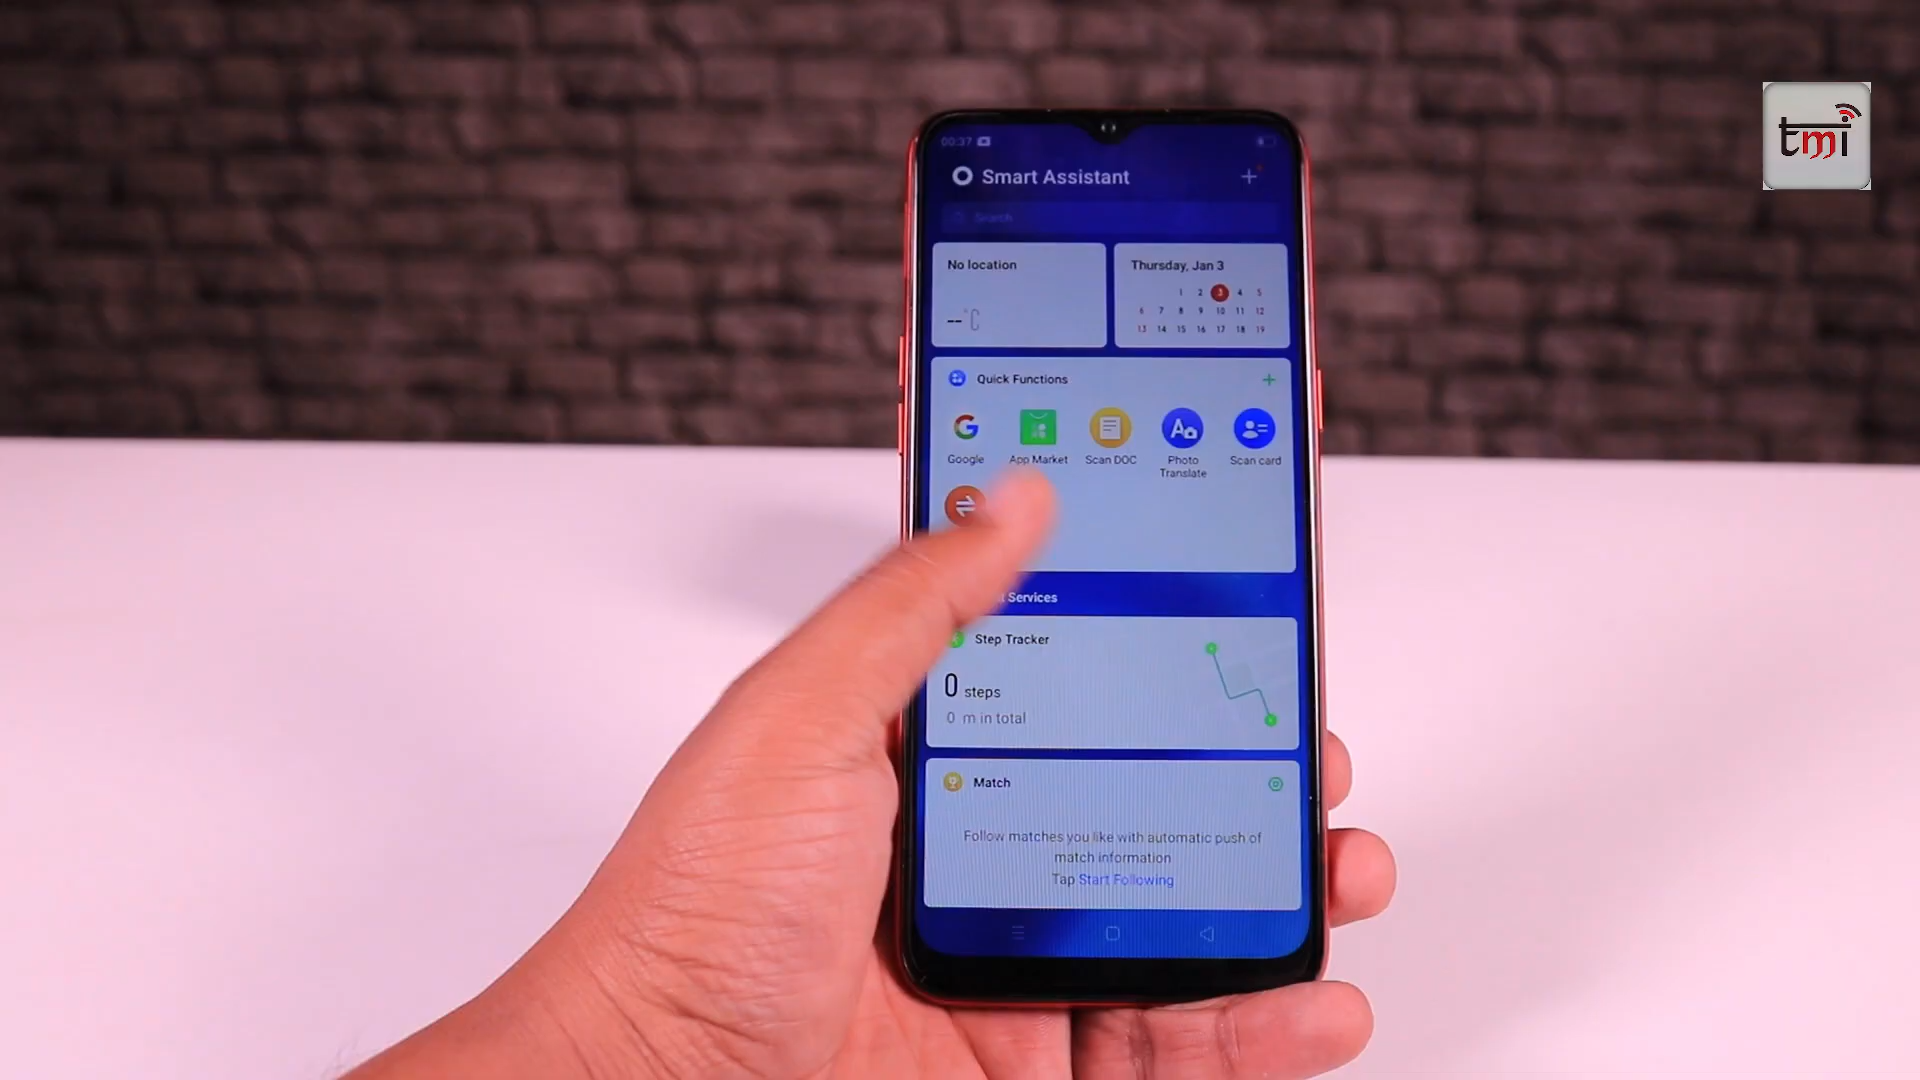 tmi
00:37
Smart Assistant
Search
No location
--°C
Thursday, Jan 3
1 2 3 4 5
6 7 8 9 10 11 12
13 14 15 16 17 18 19
Quick Functions
Google
App Market
Scan DOC
Photo
Translate
Scan card
Services
Step Tracker
0 steps
0 m in total
Match
Follow matches you like with automatic push of
match information
Tap Start Following